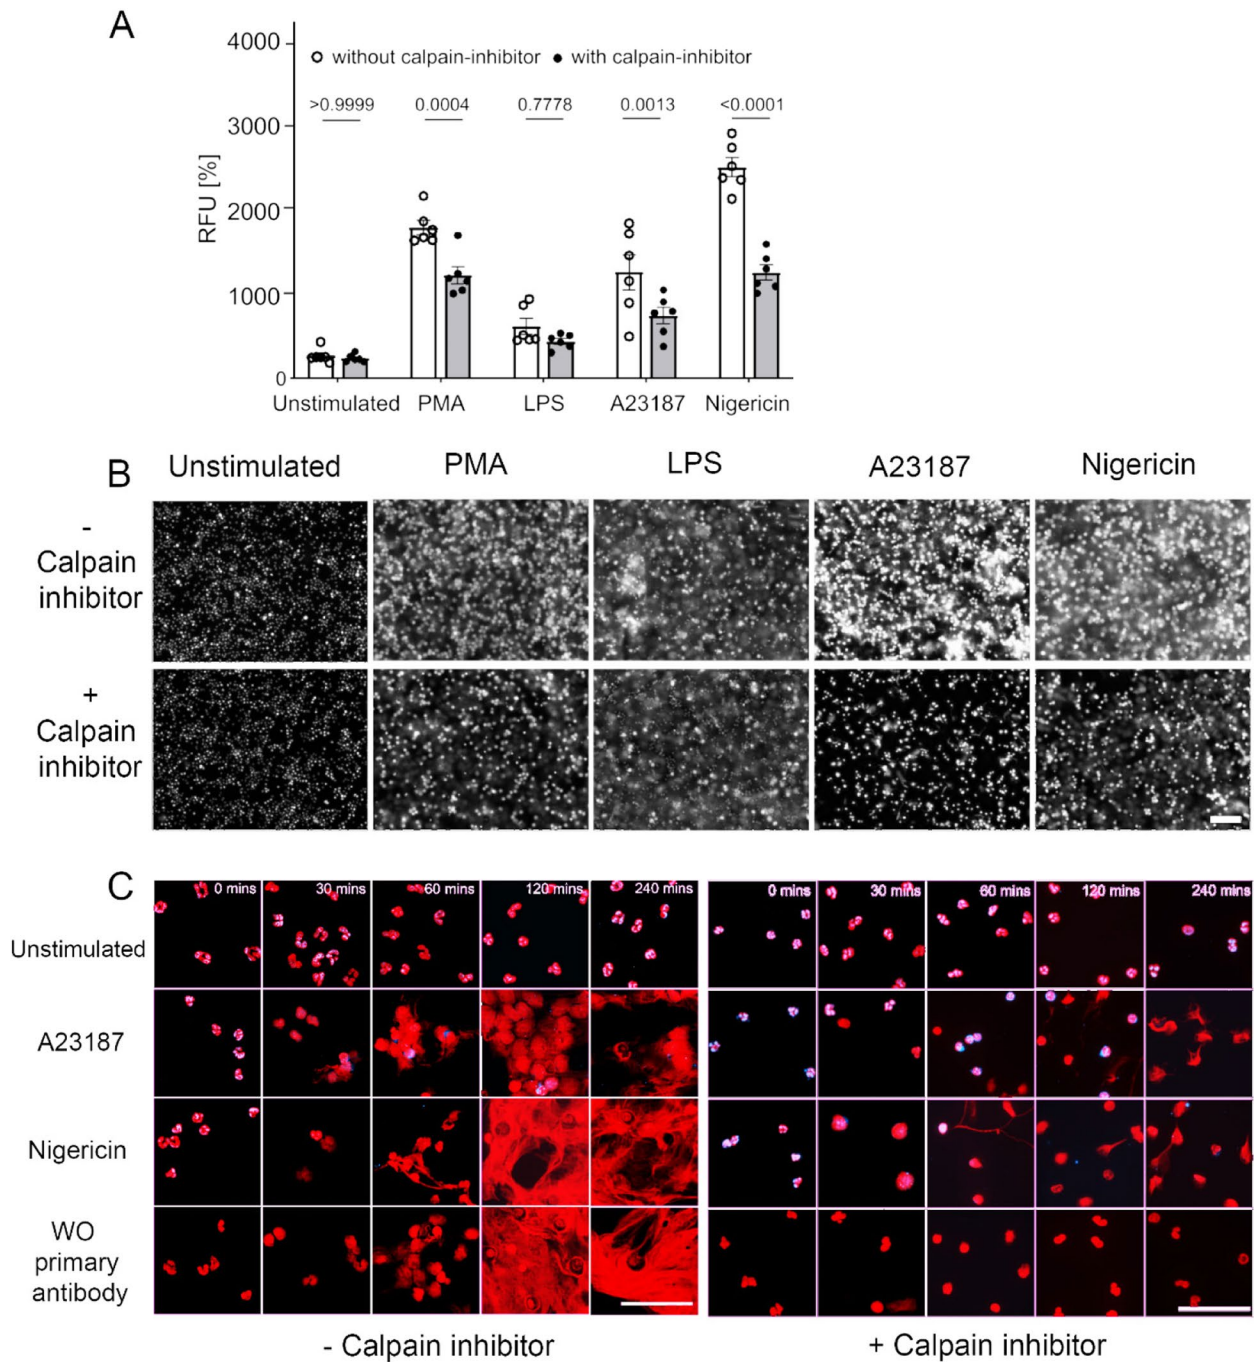 A
4000
3000
2000
1000
0
RFU [%]
without calpain-inhibitor
with calpain-inhibitor
>0.9999
0.0004
0.7778
0.0013
<0.0001
Unstimulated
PMA
LPS
A23187
Nigericin
B
Unstimulated
PMA
LPS
A23187
Nigericin
-
Calpain
inhibitor
+
Calpain
inhibitor
C
0 mins
30 mins
60 mins
120 mins
240 mins
0 mins
30 mins
60 mins
120 mins
240 mins
Unstimulated
A23187
Nigericin
WO
primary
antibody
- Calpain inhibitor
+ Calpain inhibitor